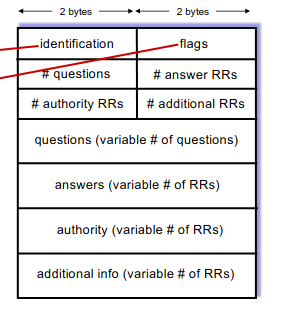 2 bytes 2 bytes
identification flags
# questions # answer RRs
# authority RRs # additional RRs
questions (variable # of questions)
answers (variable # of RRs)
authority (variable # of RRs)
additional info (variable # of RRs)